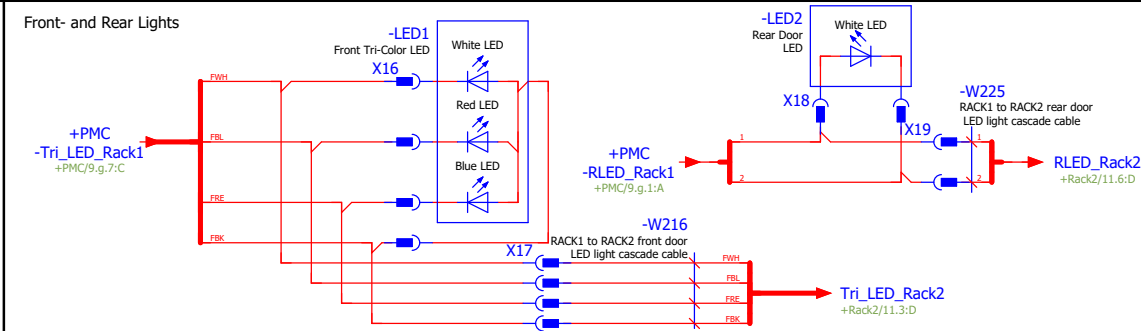 Front- and Rear Lights
-LED1
Front Tri-Color LED
X16
White LED
Red LED
Blue LED
FWH
FBL
FRE
FBK
+PMC
-Tri_LED_Rack1
+PMC/9.g.7:C
X17
-W216
RACK1 to RACK2 front door
LED light cascade cable
FWH
FBL
FRE
FBK
Tri_LED_Rack2
+Rack2/11.3:D
-LED2
Rear Door
LED
White LED
X18
X19
-W225
RACK1 to RACK2 rear door
LED light cascade cable
+PMC
-RLED_Rack1
+PMC/9.g.1:A
1
2
1
2
RLED_Rack2
+Rack2/11.6:D